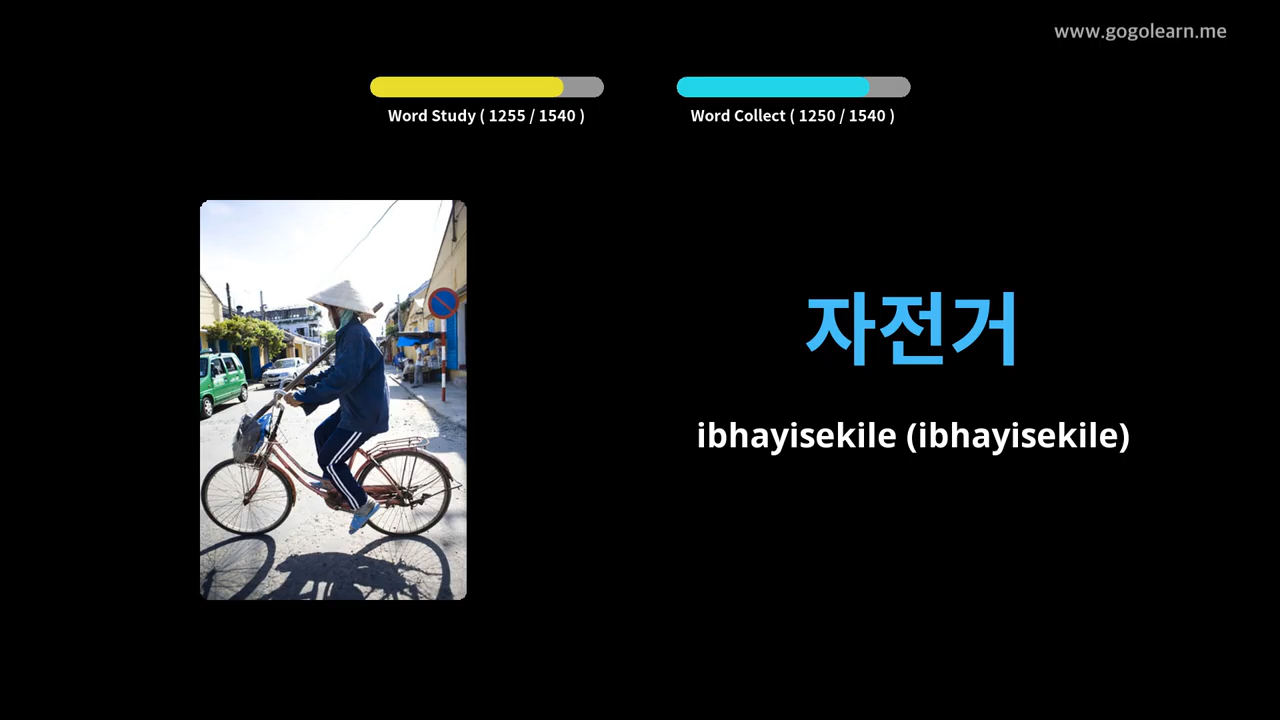 www.gogolearn.me
Word Study ( 1255 / 1540 )
Word Collect ( 1250 / 1540 )
자전거
ibhayisekile (ibhayisekile)